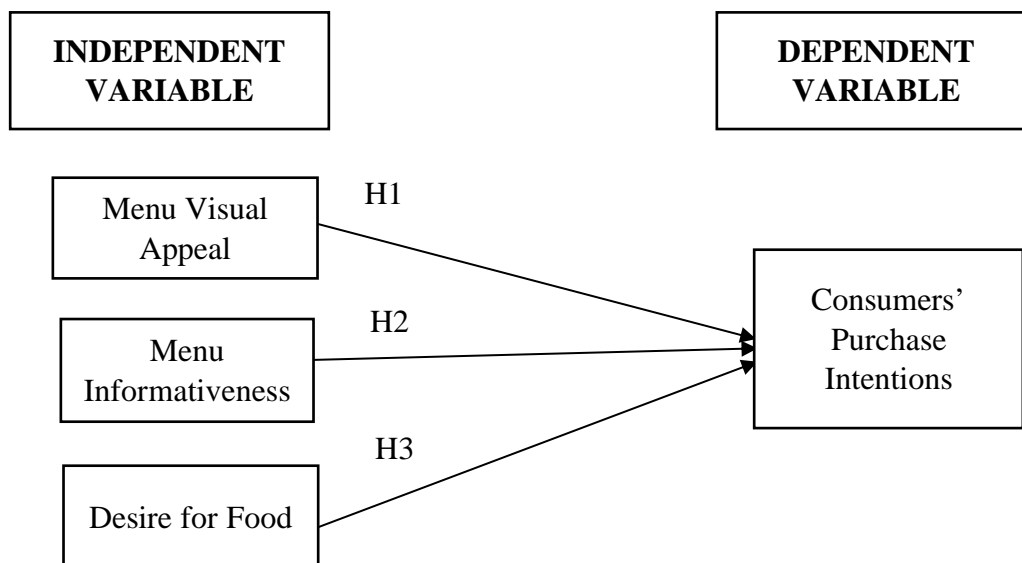 INDEPENDENT
VARIABLE
DEPENDENT
VARIABLE
H1
Menu Visual
Appeal
H2
Menu
Informativeness
H3
Desire for Food
Consumers’
Purchase
Intentions